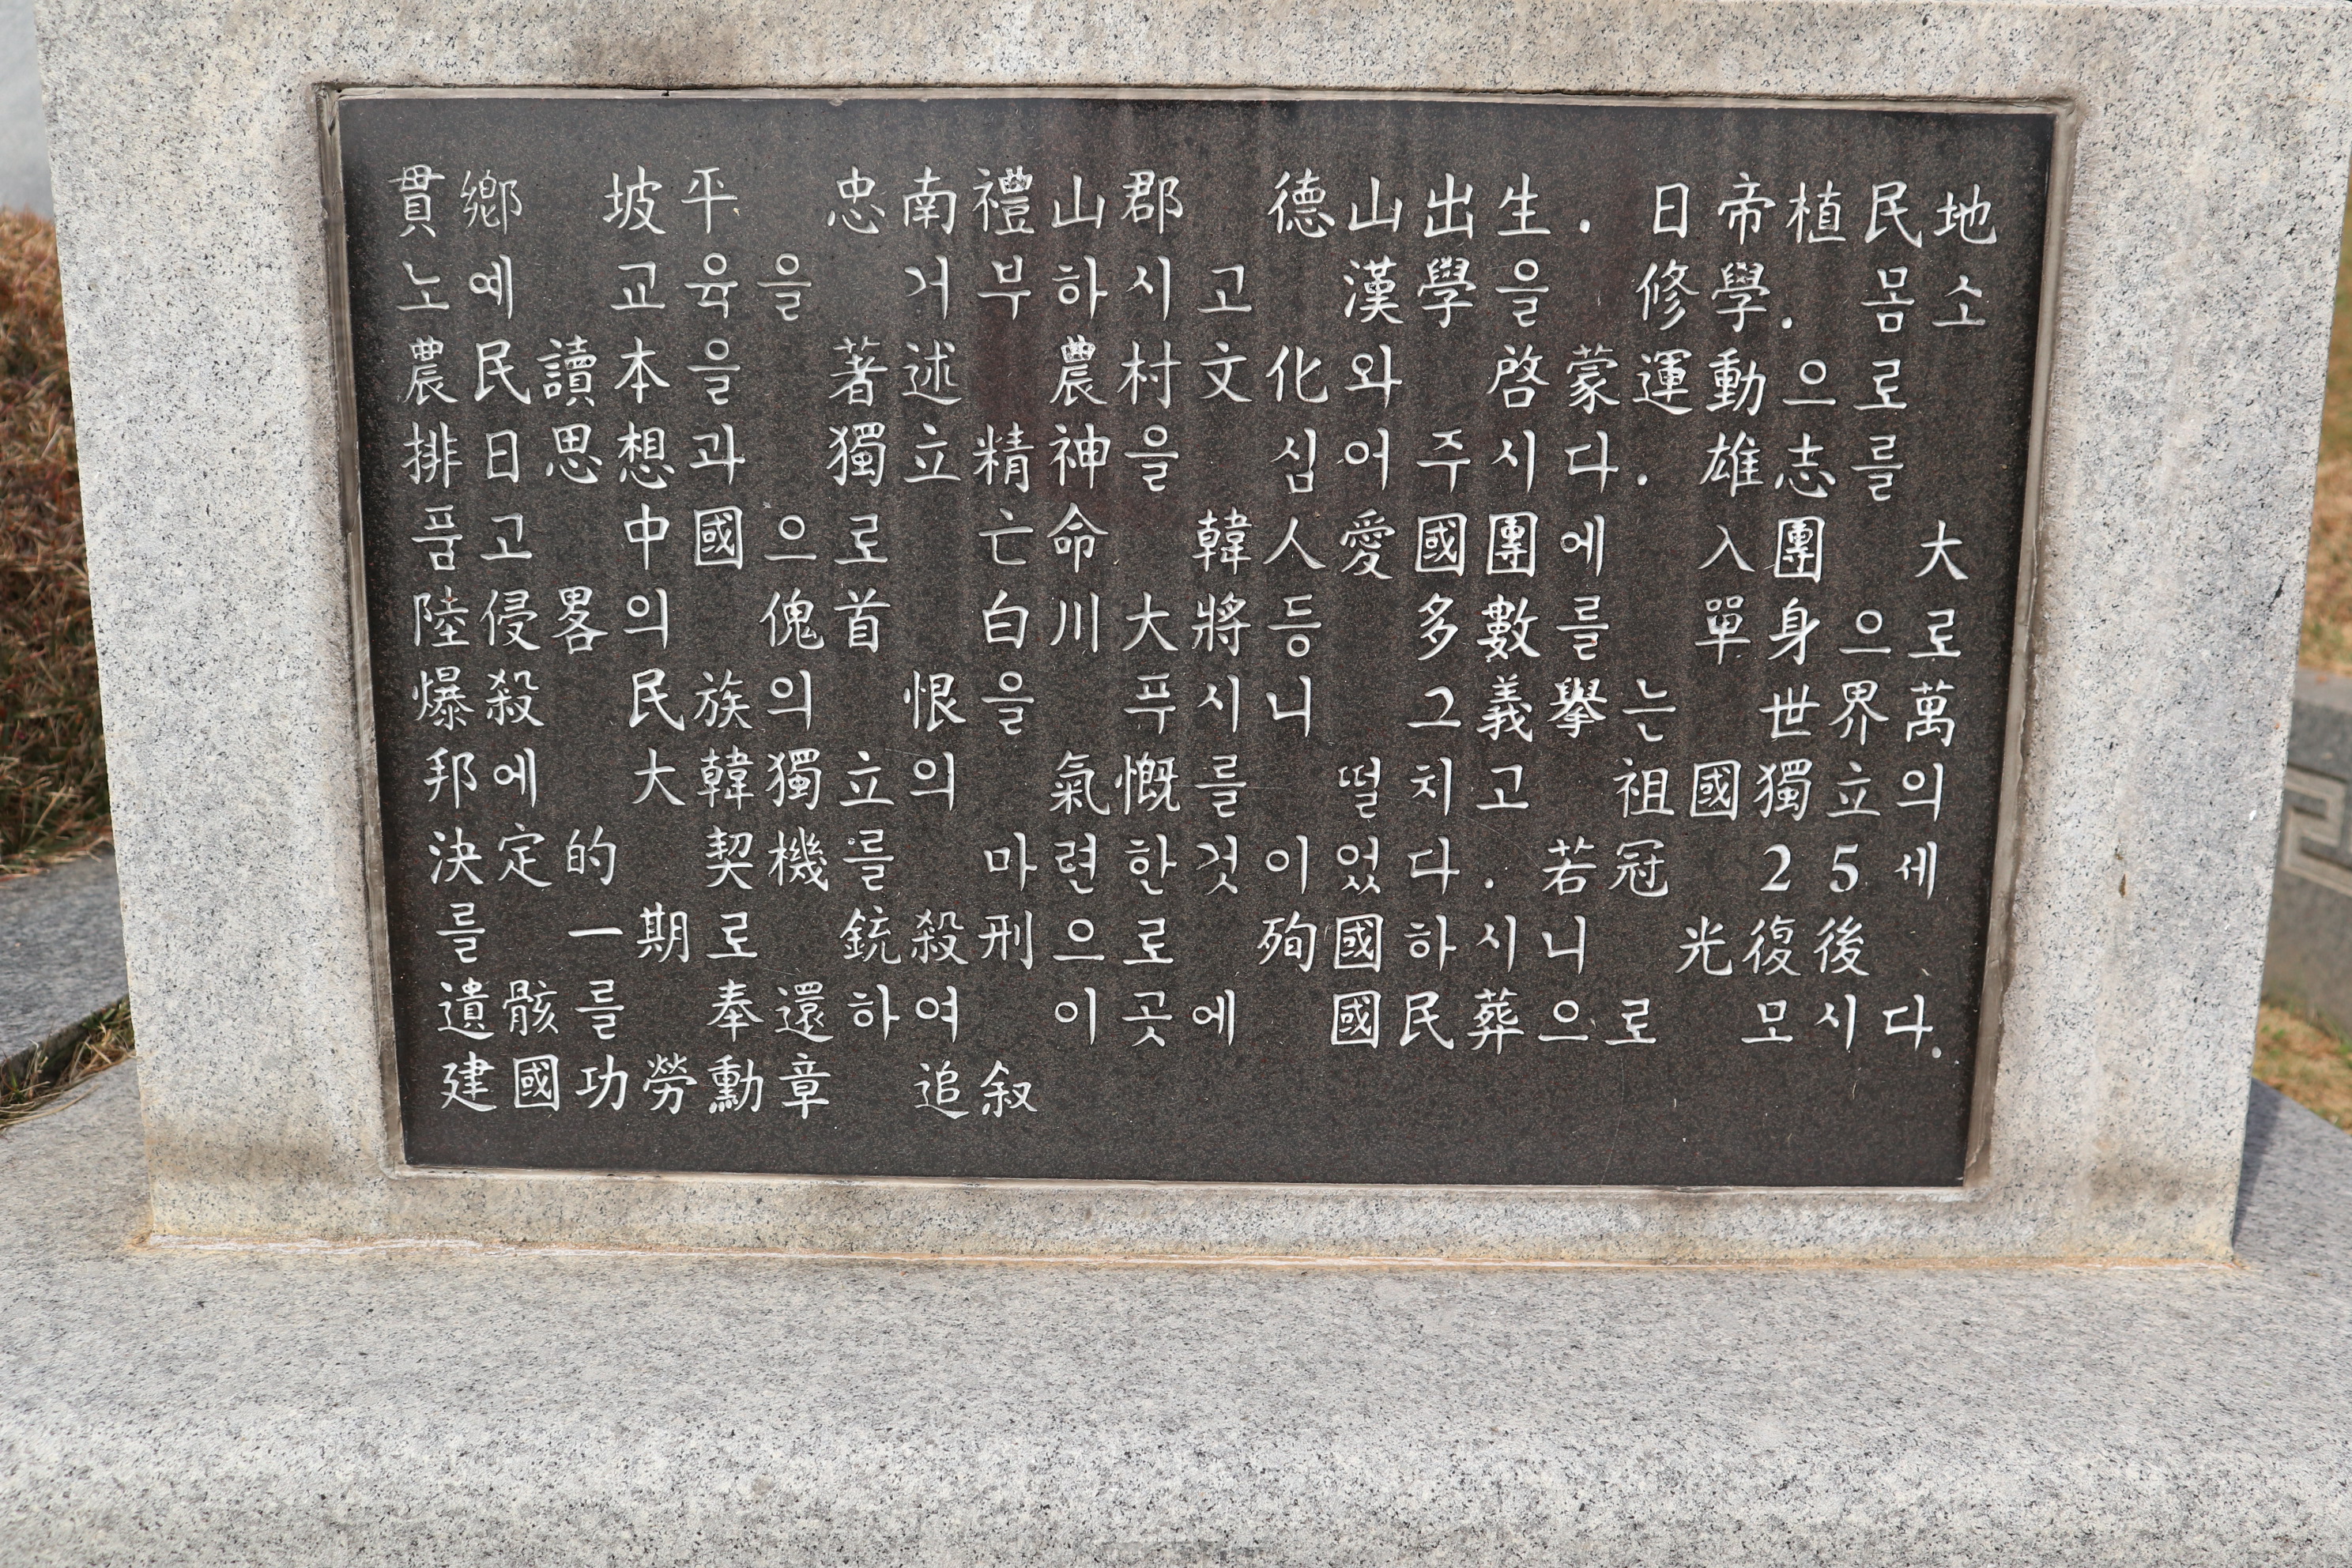 貫鄕 坡平 忠南禮山郡 德山出生. 日帝植民地
노예 교육을 거부하시고 漢學을 修學. 몸소
農民讀本을 著述 農村文化와 啓蒙運動으로
排日思想과 獨立精神을 심어주시다. 雄志를
품고 中國으로 亡命 韓人愛國團에 入團 大
陸侵畧의 傀首 白川大將등 多數를 單身으로
爆殺 民族의 恨을 푸시니 그義擧는 世界萬
邦에 大韓獨立의 氣慨를 떨치고 祖國獨立의
決定的 契機를 마련한것이었다. 若冠 25세
를 一期로 銃殺刑으로 殉國하시니 光復後
遺骸를 奉還하여 이곳에 國民葬으로 모시다.
建國功勞勳章 追叙